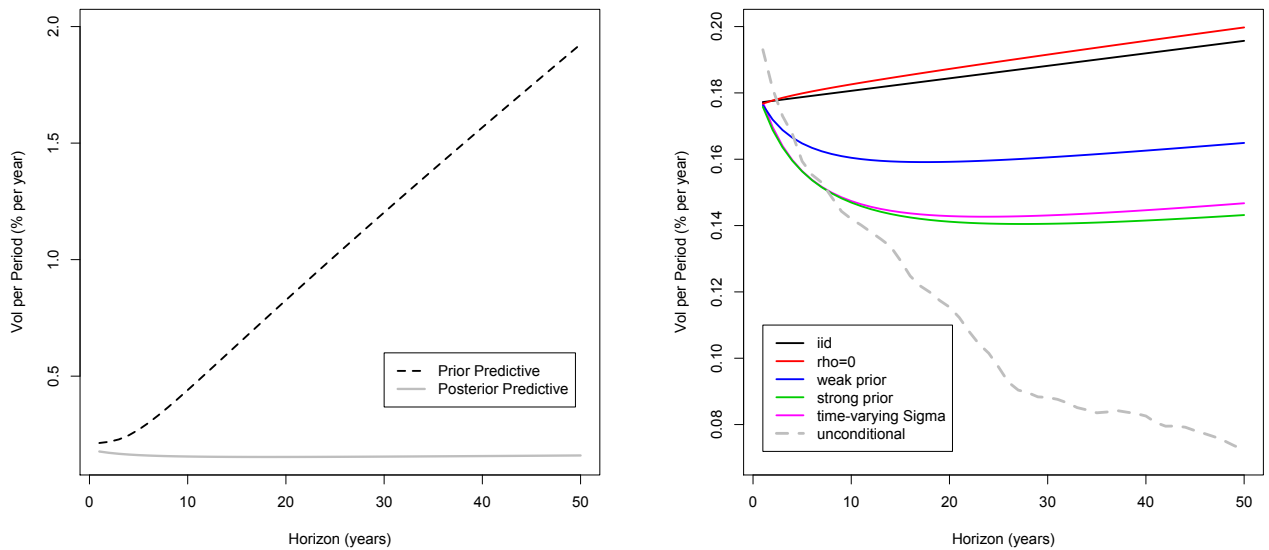 Vol per Period (% per year)
2.0
1.5
1.0
0.5
Prior Predictive
Posterior Predictive
0 10 20 30 40 50
Horizon (years)
Vol per Period (% per year)
0.20
0.18
0.16
0.14
0.12
0.10
0.08
iid
rho=0
weak prior
strong prior
time-varying Sigma
unconditional
0 10 20 30 40 50
Horizon (years)